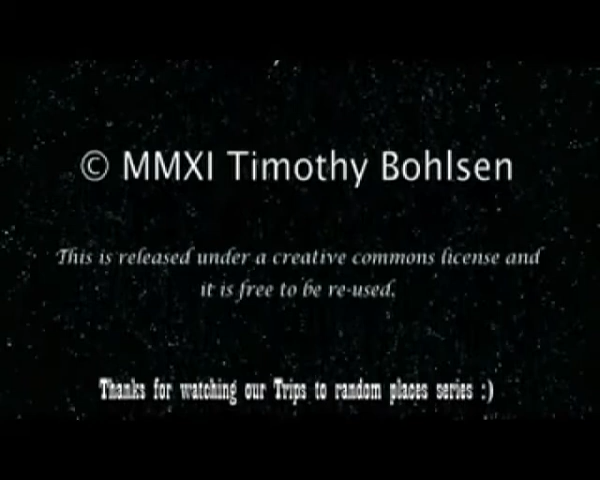 © MMXI Timothy Bohlsen
This is released under a creative commons license and
it is free to be re-used.
Thanks for watching our Trips to random places series :)